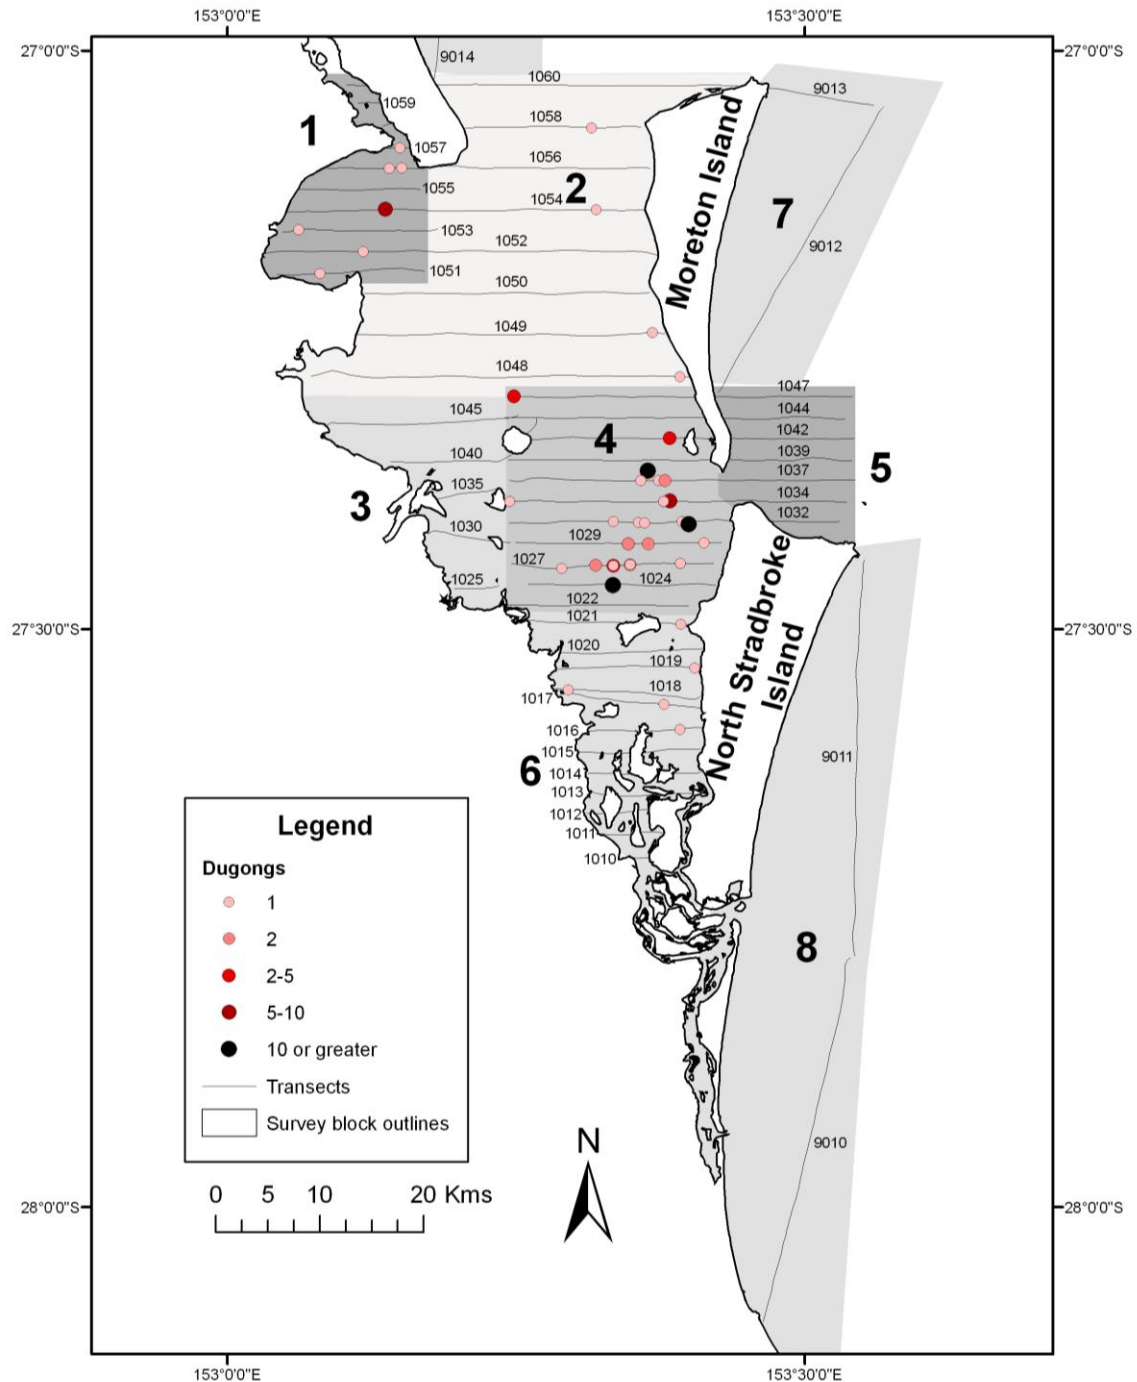 153°0'0"E
153°30'0"E
27°0'0"S
27°0'0"S
9014
1060
9013
1059
1
1058
1057
1056
2
Moreton Island
1055
1054
7
1053
1052
9012
1051
1050
1049
1048
1047
1045
1044
4
1042
1040
1039
1037
5
1035
1034
3
1032
1030
1029
1027
1025
1024
1022
27°30'0"S
27°30'0"S
1021
1020
1019
1018
1017
North Stradbroke
Island
1016
1015
6
1014
1013
1012
1011
1010
9011
8
9010
Legend
Dugongs
1
2
2-5
5-10
10 or greater
Transects
Survey block outlines
N
0 5 10 20 Kms
28°0'0"S
28°0'0"S
153°0'0"E
153°30'0"E